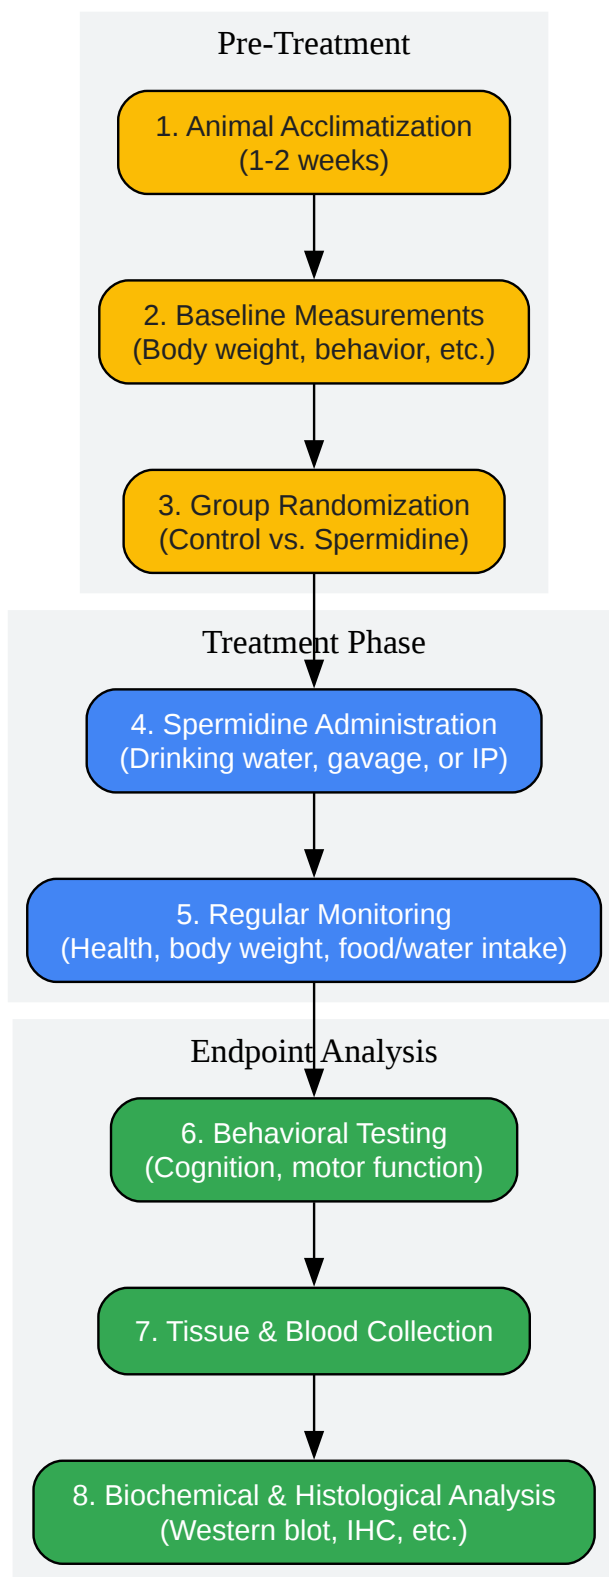 Pre-Treatment
1. Animal Acclimatization
(1-2 weeks)
2. Baseline Measurements
(Body weight, behavior, etc.)
3. Group Randomization
(Control vs. Spermidine)
Treatment Phase
4. Spermidine Administration
(Drinking water, gavage, or IP)
5. Regular Monitoring
(Health, body weight, food/water intake)
Endpoint Analysis
6. Behavioral Testing
(Cognition, motor function)
7. Tissue & Blood Collection
8. Biochemical & Histological Analysis
(Western blot, IHC, etc.)